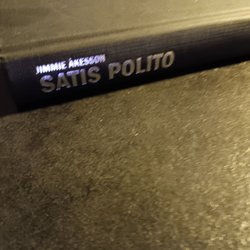 JIMMIE ÅKESSON
SATIS POLITO